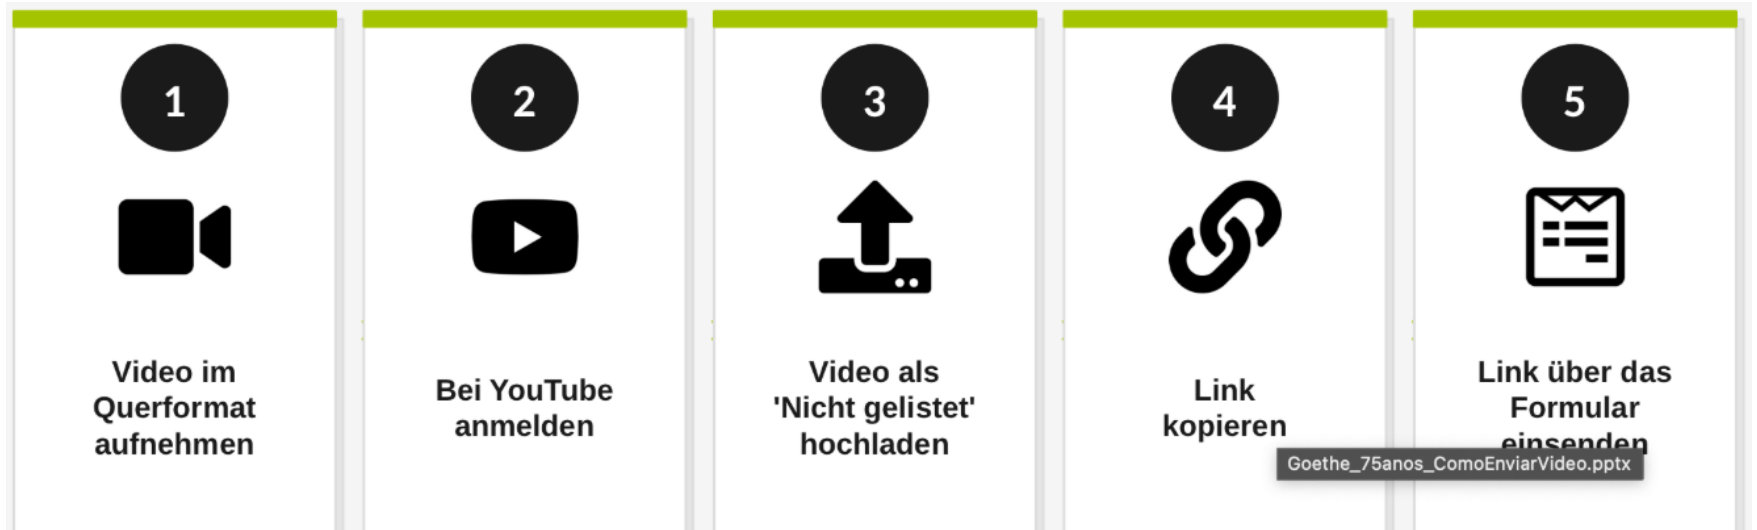 1
2
3
4
5
Video im
Querformat
aufnehmen
Bei YouTube
anmelden
Video als
'Nicht gelistet'
hochladen
Link
kopieren
Link über das
Formular
einsenden
Goethe_75anos_ComoEnviarVideo.pptx